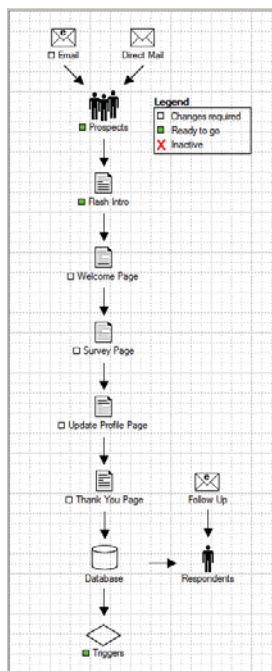 Email
Direct Mail
Prospects
Legend
Changes required
Ready to go
Inactive
Flash Intro
Welcome Page
Survey Page
Update Profile Page
Thank You Page
Follow Up
Database
Respondents
Triggers